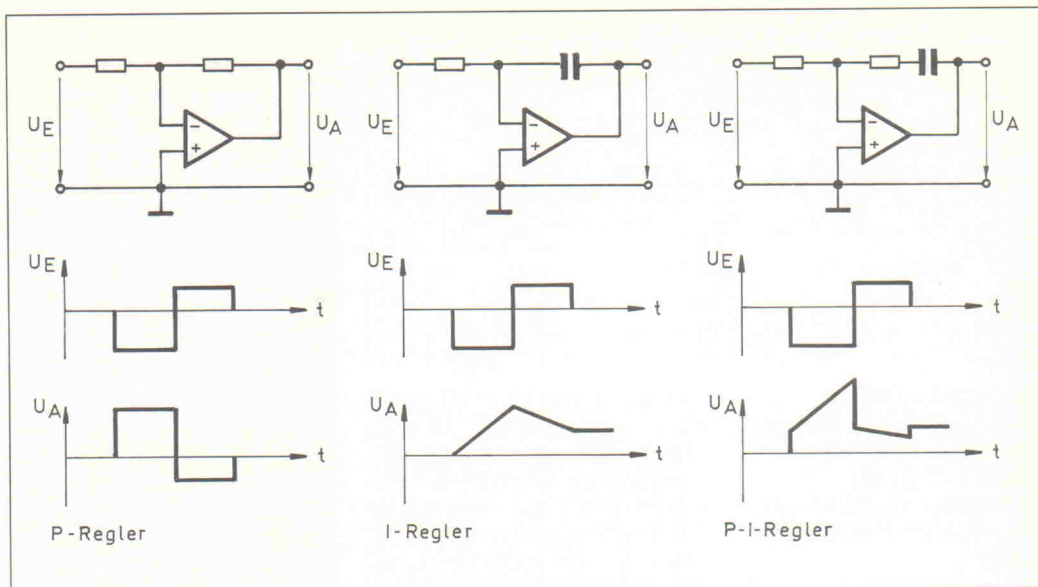 U_E
U_A
U_E
U_A
U_E
U_A
- + - + - +
U_E t
U_E t
U_E t
U_A t
U_A t
U_A t
P-Regler
I-Regler
P-I-Regler